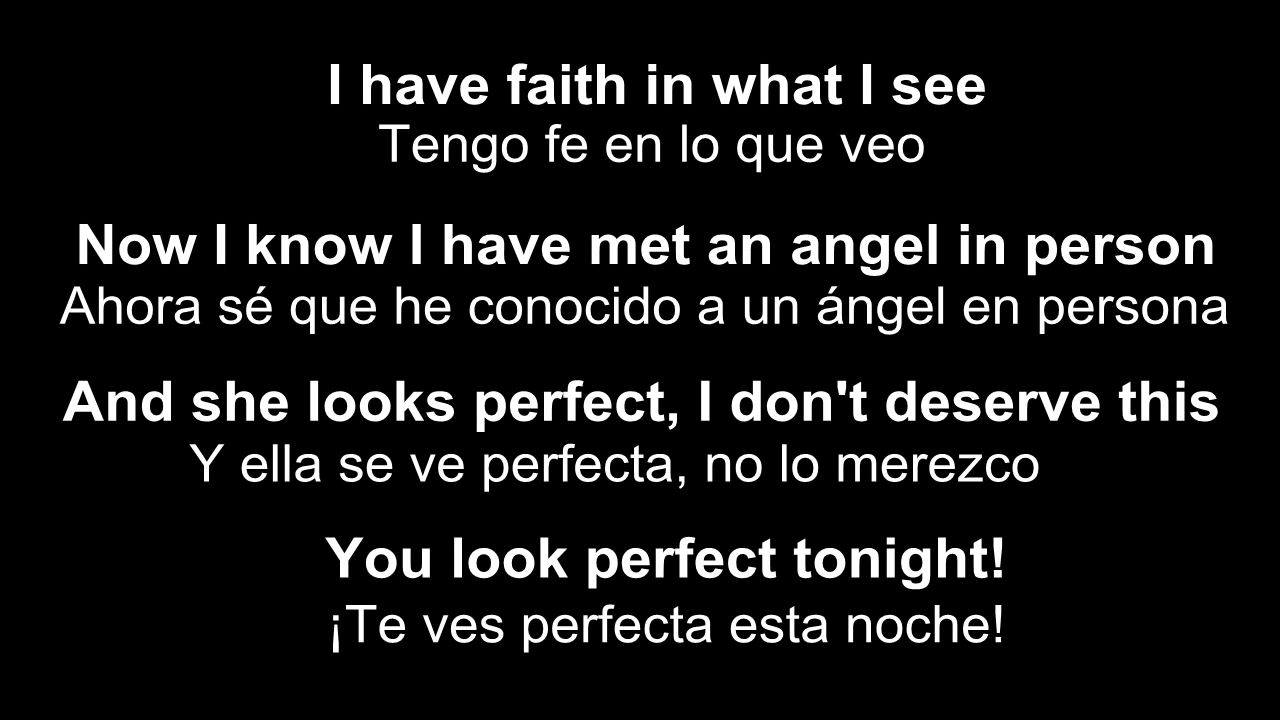 I have faith in what I see
Tengo fe en lo que veo
Now I know I have met an angel in person
Ahora sé que he conocido a un ángel en persona
And she looks perfect, I don't deserve this
Y ella se ve perfecta, no lo merezco
You look perfect tonight!
¡Te ves perfecta esta noche!